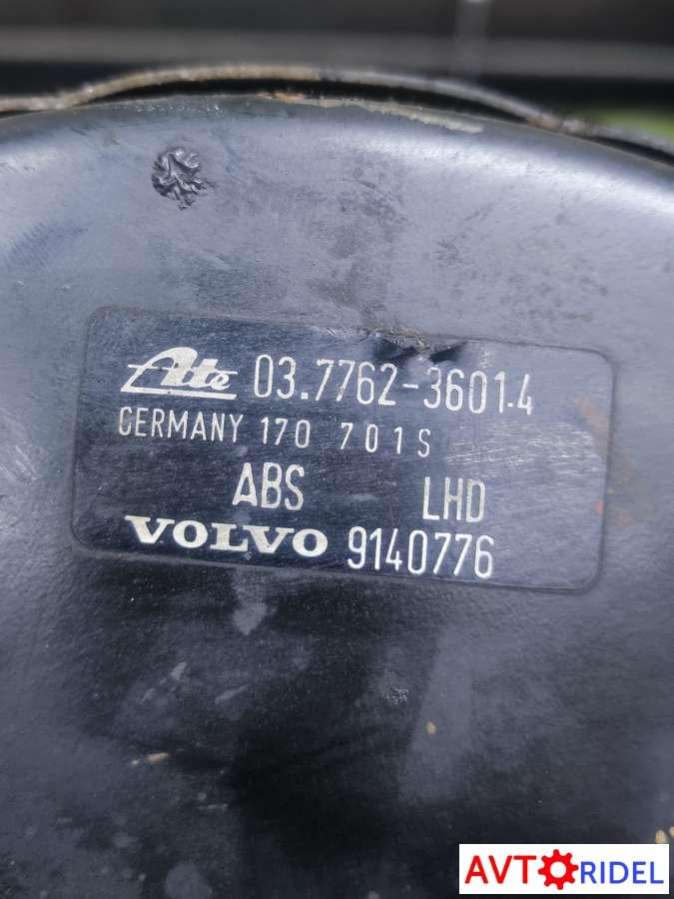 Ate 03.7762-3601.4
GERMANY 170 701S
ABS LHD
VOLVO 9140776
AVTORIDEL